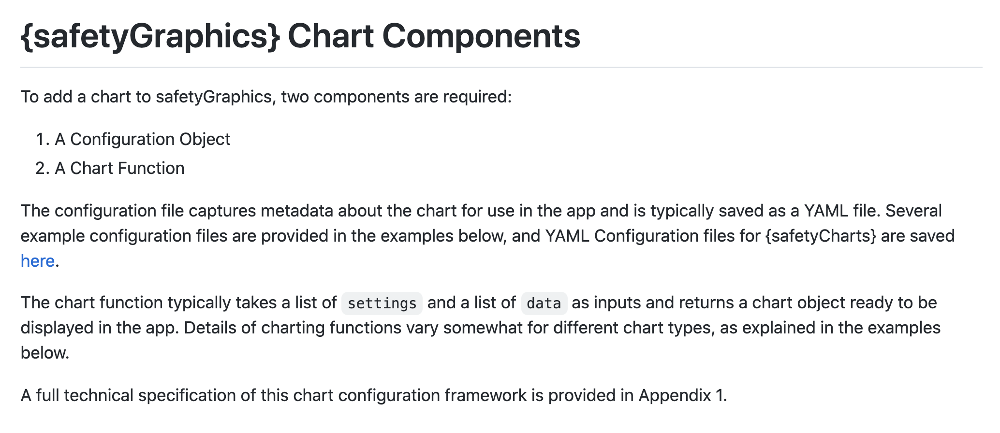 {safetyGraphics} Chart Components
To add a chart to safetyGraphics, two components are required:
1. A Configuration Object
2. A Chart Function
The configuration file captures metadata about the chart for use in the app and is typically saved as a YAML file. Several
example configuration files are provided in the examples below, and YAML Configuration files for {safetyCharts} are saved
here.
The chart function typically takes a list of settings and a list of data as inputs and returns a chart object ready to be
displayed in the app. Details of charting functions vary somewhat for different chart types, as explained in the examples
below.
A full technical specification of this chart configuration framework is provided in Appendix 1.